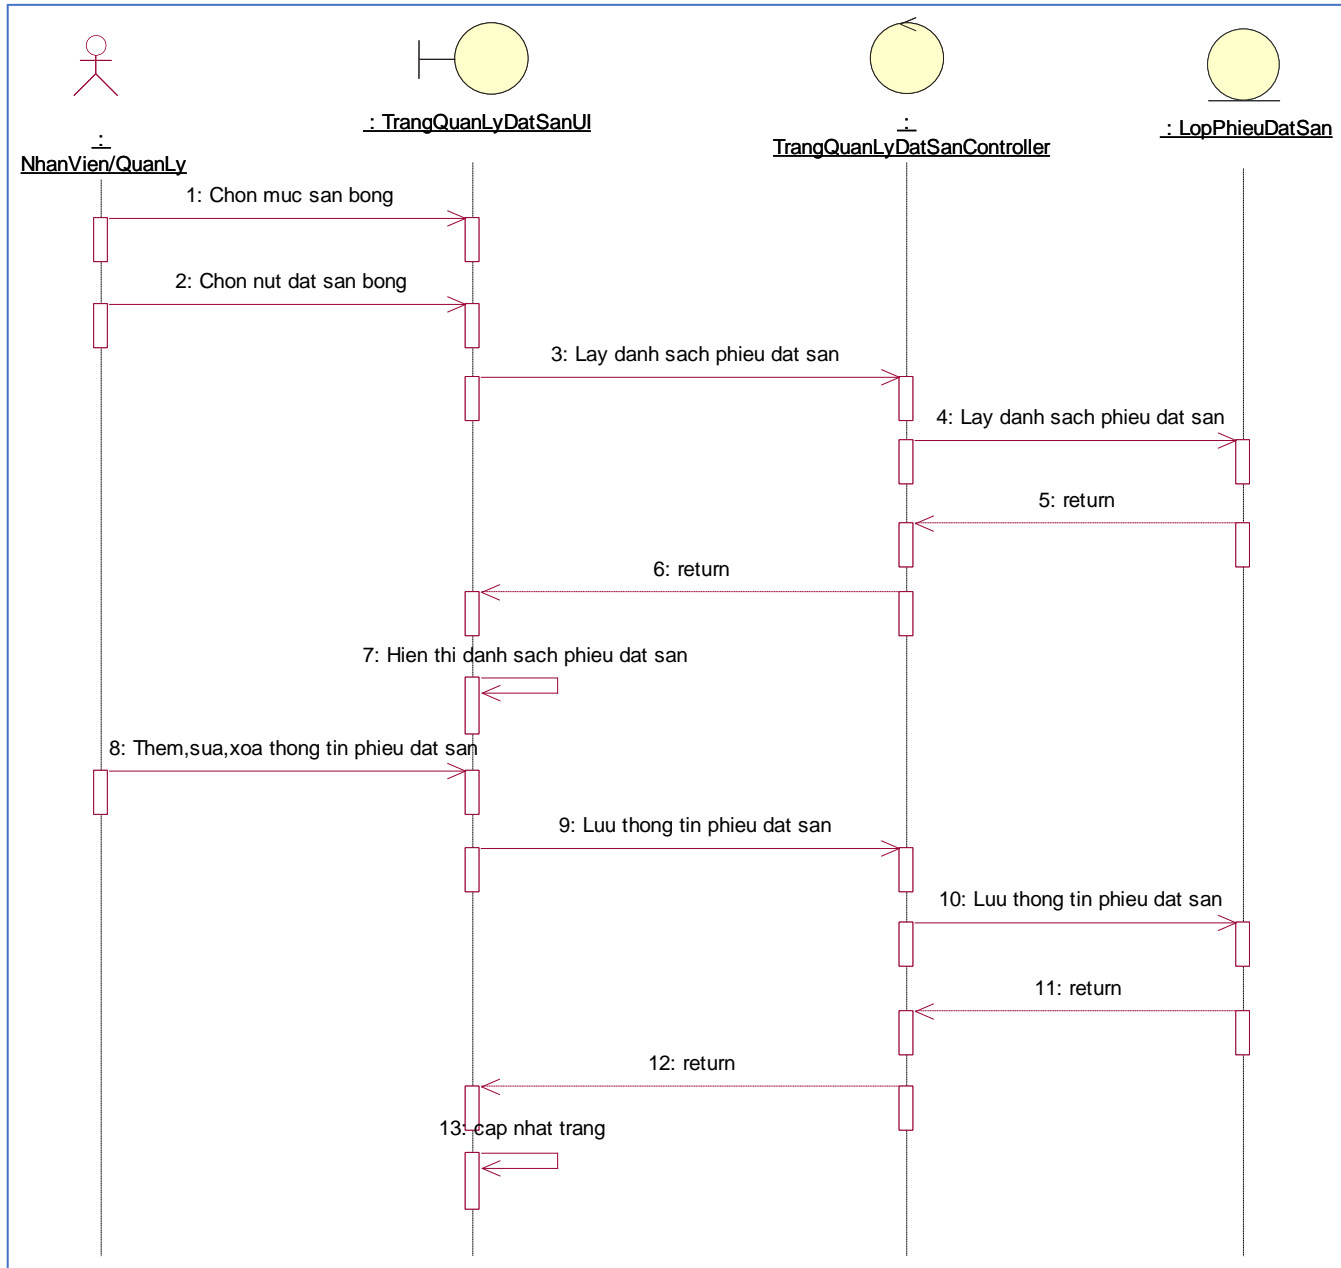 :
NhanVien/QuanLy
: TrangQuanLyDatSanUI
:
TrangQuanLyDatSanController
: LopPhieuDatSan
1: Chon muc san bong
2: Chon nut dat san bong
3: Lay danh sach phieu dat san
4: Lay danh sach phieu dat san
5: return
6: return
7: Hien thi danh sach phieu dat san
8: Them,sua,xoa thong tin phieu dat san
9: Luu thong tin phieu dat san
10: Luu thong tin phieu dat san
11: return
12: return
13: cap nhat trang